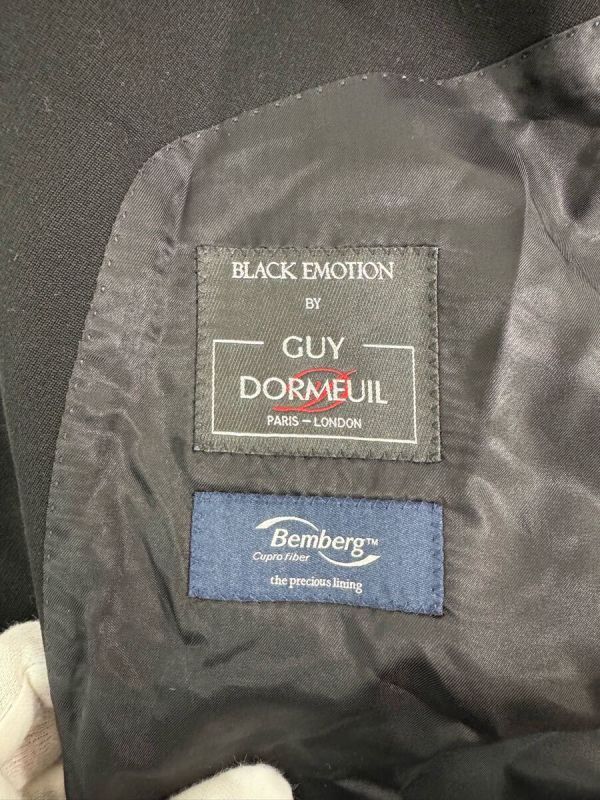 BLACK EMOTION
BY
GUY
DORMEUIL
PARIS – LONDON
Bemberg™
Cupro fiber
the precious lining